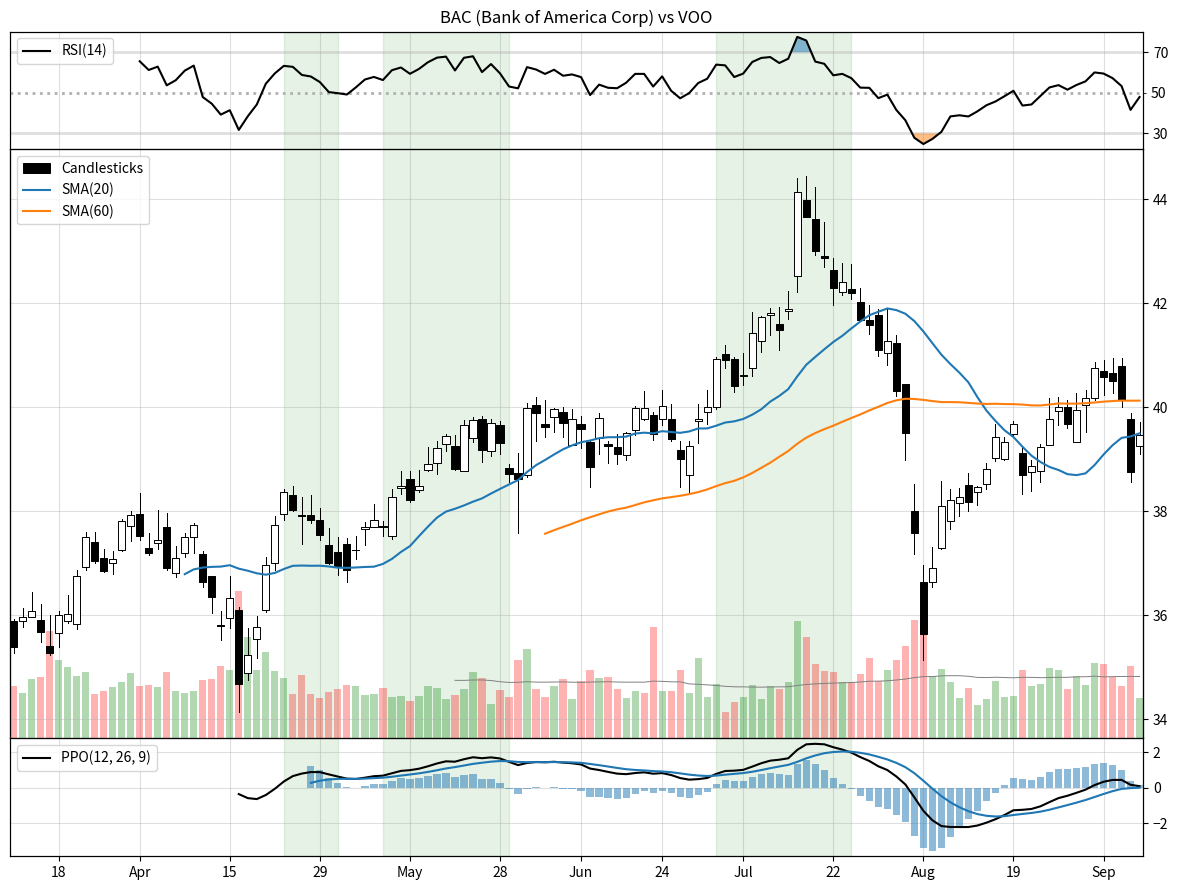 BAC (Bank of America Corp) vs VOO
RSI(14)
70
50
30
Candlesticks
SMA(20)
SMA(60)
44
42
40
38
36
34
PPO(12, 26, 9)
2
0
−2
18 Apr 15 29 May 28 Jun 24 Jul 22 Aug 19 Sep